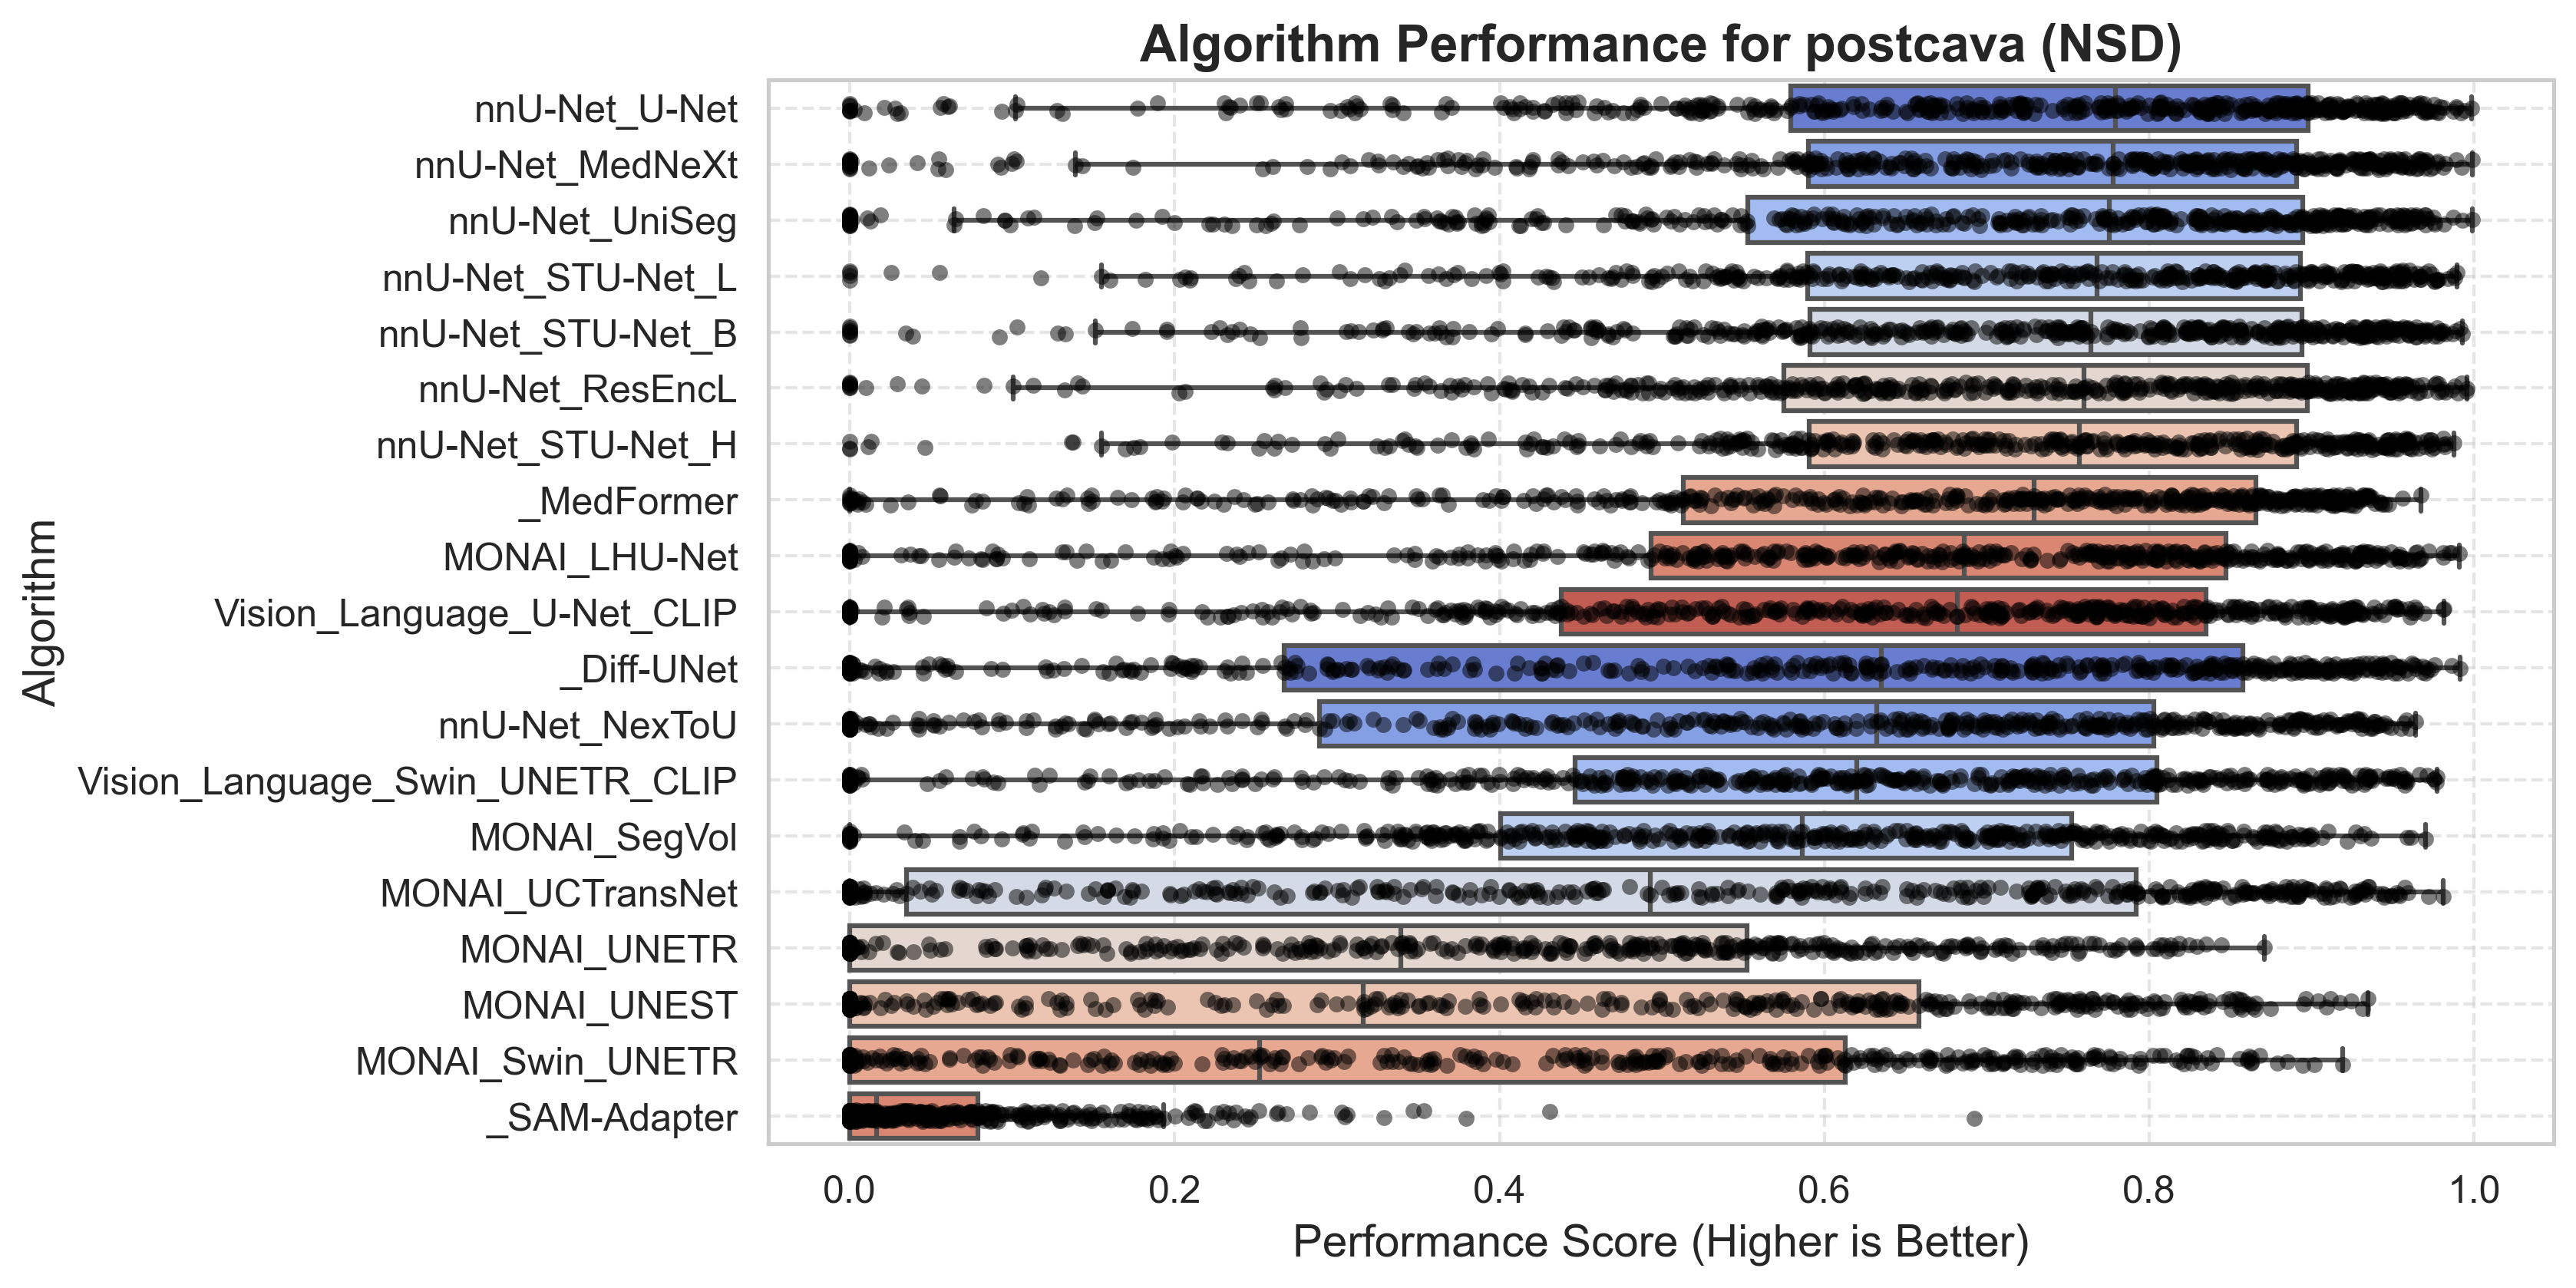 Algorithm Performance for postcava (NSD)
Algorithm
nnU-Net_U-Net
nnU-Net_MedNeXt
nnU-Net_UniSeg
nnU-Net_STU-Net_L
nnU-Net_STU-Net_B
nnU-Net_ResEncL
nnU-Net_STU-Net_H
_MedFormer
MONAI_LHU-Net
Vision_Language_U-Net_CLIP
_Diff-UNet
nnU-Net_NexToU
Vision_Language_Swin_UNETR_CLIP
MONAI_SegVol
MONAI_UCTransNet
MONAI_UNETR
MONAI_UNEST
MONAI_Swin_UNETR
_SAM-Adapter
0.0 0.2 0.4 0.6 0.8 1.0
Performance Score (Higher is Better)